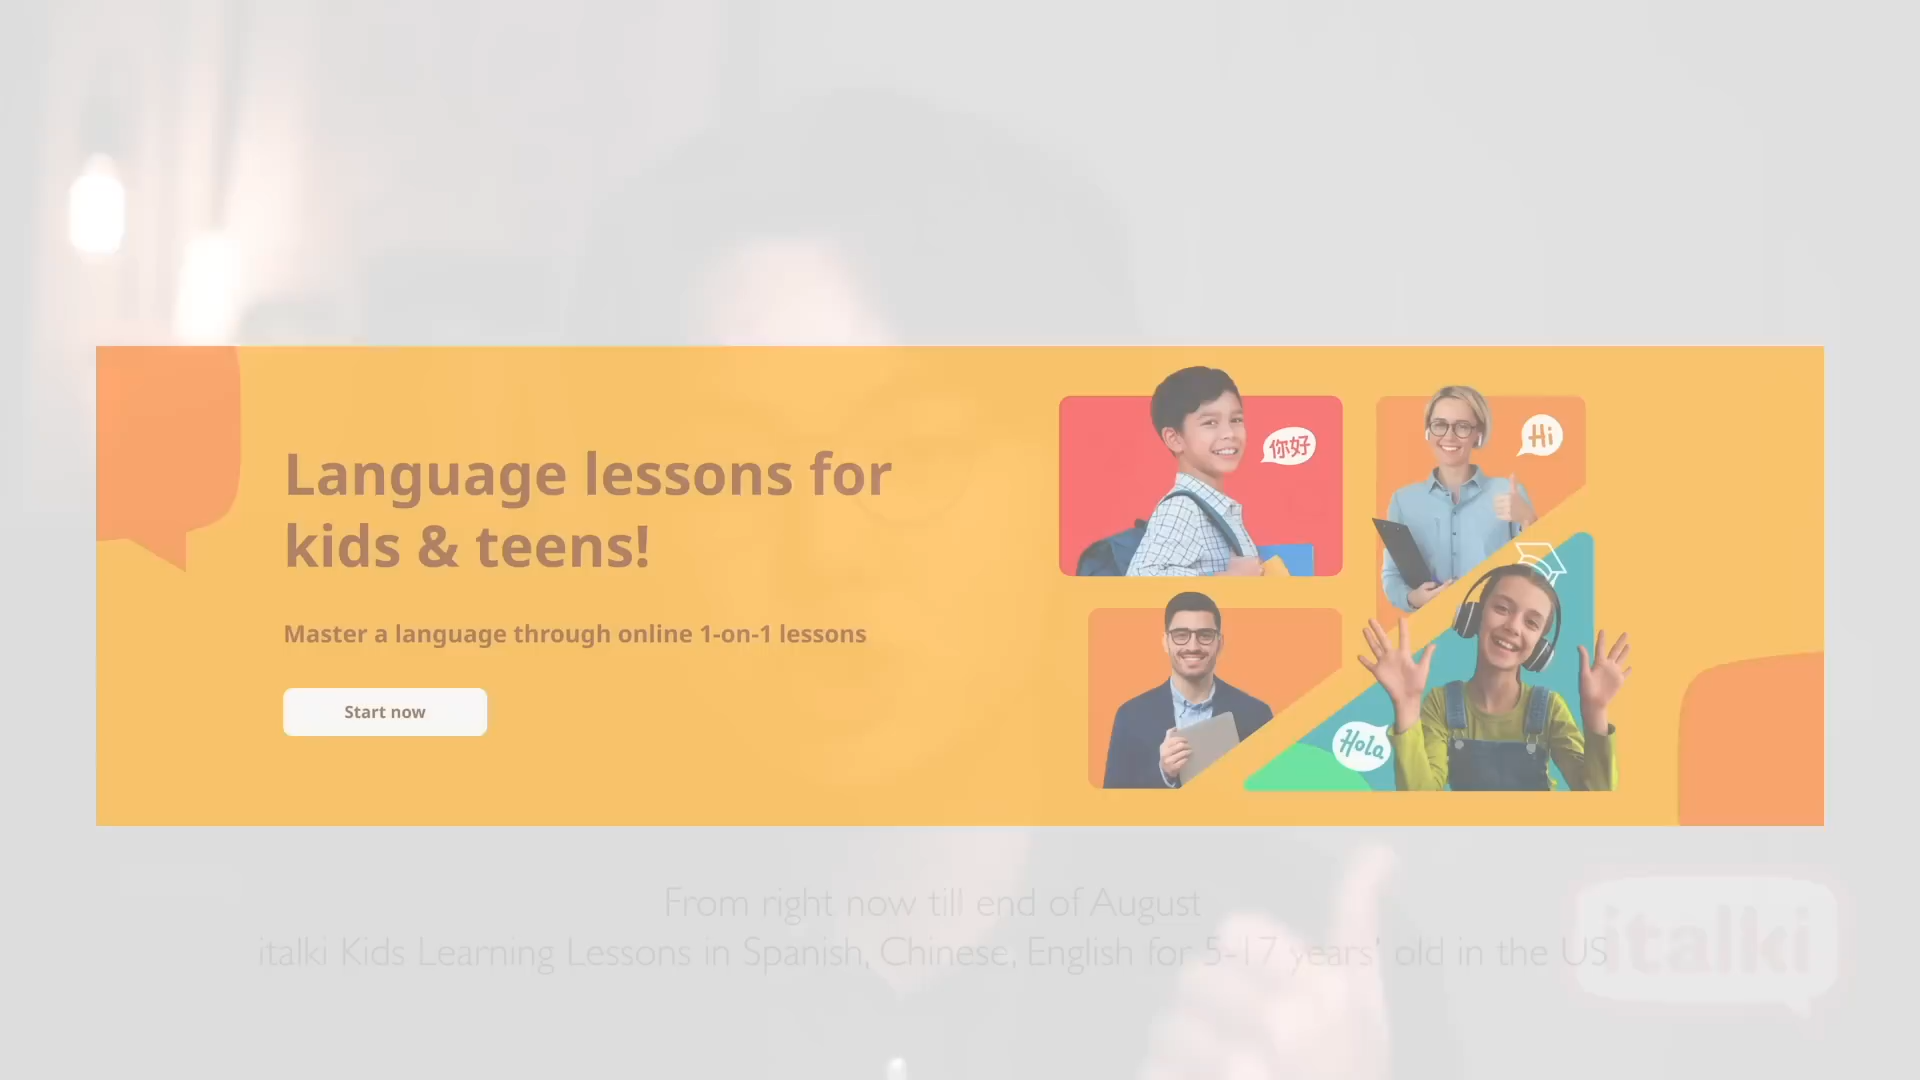 Language lessons for
kids & teens!
Master a language through online 1-on-1 lessons
Start now
你好
Hi
Hola
From right now till end of August
italki Kids Learning Lessons in Spanish, Chinese, English for 5-17 years' old in the US
italki